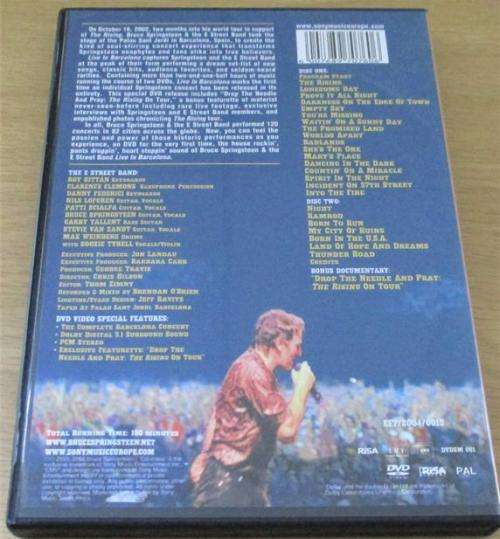 On October 16, 2002, two months into his world tour in support
of The Rising, Bruce Springsteen & the E Street Band took the
stage of the Palau Sant Jordi in Barcelona, Spain, to create the
kind of soul-stirring concert experience that transforms
Springsteen neophytes and fans alike into true believers.
Live In Barcelona captures Springsteen and the E Street Band
at the peak of their form performing a dream set-list of new
songs, classic hits, audience favorites, and seldom-heard
rarities. Containing more than two-and-one-half hours of music
running the course of two DVDs, Live In Barcelona marks the first
time an individual Springsteen concert has been released in its
entirety. This special DVD release includes "Drop The Needle
And Pray: The Rising On Tour," a bonus featurette of material
never-seen-before including rare live footage, exclusive
interviews with Springsteen and E Street Band members, and
unpublished photos chronicling The Rising tour.
In all, Bruce Springsteen & the E Street Band performed 120
concerts in 82 cities across the globe. Now, you can feel the
passion and power of these historic performances as you
experience, on DVD for the very first time, the house rockin',
pants droppin', heart stoppin' sound of Bruce Springsteen & the
E Street Band Live In Barcelona.
The E Street Band:
Roy Bittan Keyboards
Clarence Clemons Saxophone Percussion
Danny Federici Keyboards
Nils Lofgren Guitar, Vocals
Patti Scialfa Guitar, Vocals
Bruce Springsteen Guitar, Vocals
Garry Tallent Bass Guitar
Stevie Van Zandt Guitar, Vocals
Max Weinberg Drums
with Soozie Tyrell Vocals/Violin
Executive Producer: Jon Landau
Executive Producer: Barbara Carr
Producer: George Travis
Director: Chris Hilson
Editor: Thom Zimny
Recorded & Mixed by Brendan O'Brien
Lighting/Stage Design: Jeff Ravitz
Taped at Palau Sant Jordi, Barcelona
DVD Video Special Features:
• The Complete Barcelona Concert
• Dolby Digital 5.1 Surround Sound
• PCM Stereo
• Exclusive Featurette: "Drop The
Needle And Pray: The Rising On Tour"
Total Running Time: 180 minutes
www.brucespringsteen.net
www.sonymusiceurope.com
www.sonymusiceurope.com
Disc One:
Program Start
The Rising
Lonesome Day
Prove It All Night
Darkness on the Edge of Town
Empty Sky
You're Missing
Waitin' On A Sunny Day
The Promised Land
Worlds Apart
Badlands
She's The One
Mary's Place
Dancing In The Dark
Countin' On A Miracle
Spirit In The Night
Incident On 57th Street
Into The Fire
Disc Two:
Night
Ramrod
Born To Run
My City Of Ruins
Born In The U.S.A.
Land Of Hope And Dreams
Thunder Road
Credits
Bonus Documentary:
"Drop The Needle And Pray:
The Rising On Tour"
RiSA
DVDSM 001
DVD
RiSA
PAL